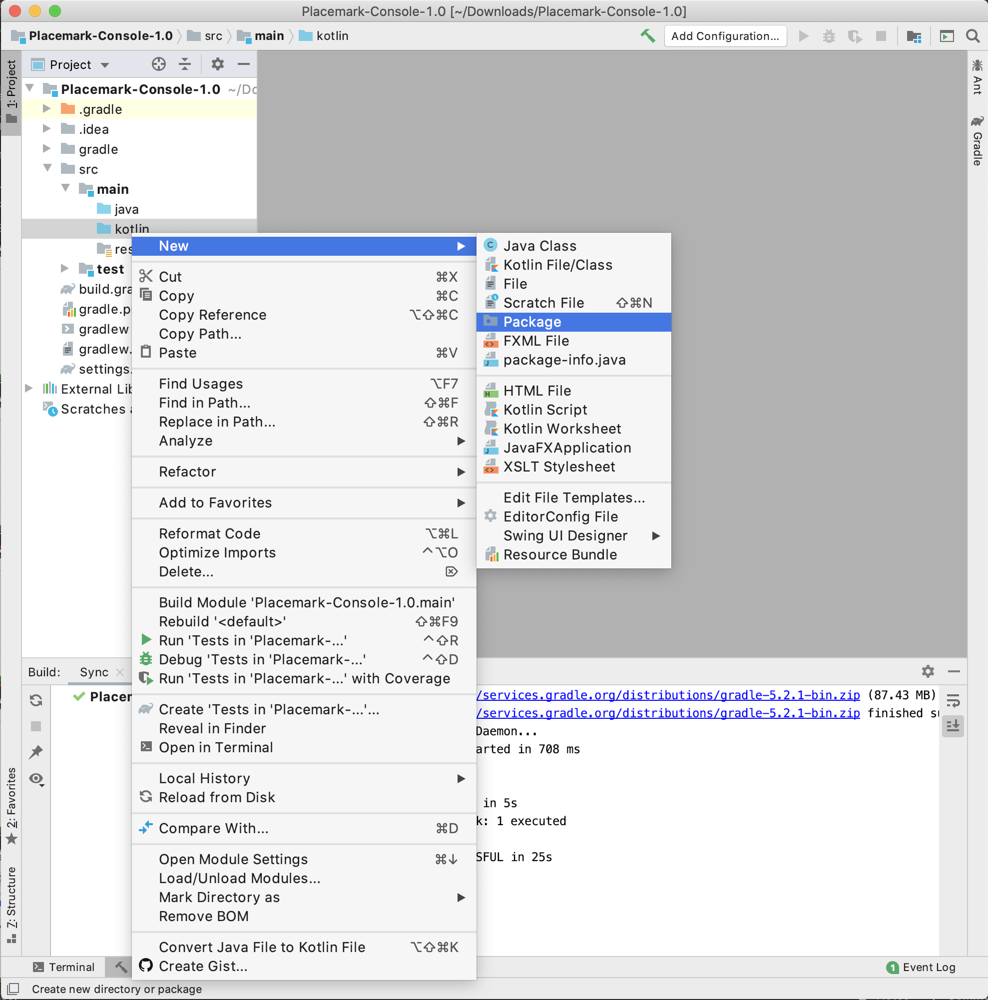 Placemark-Console-1.0 [~/Downloads/Placemark-Console-1.0]
Placemark-Console-1.0 src main kotlin
Add Configuration...
1: Project
Project
Placemark-Console-1.0 ~/Do
.gradle
.idea
gradle
src
main
java
kotlin
res
test
build.gra
gradle.p
gradlew
gradlew.
settings.
External Lib
Scratches a
New
Cut ⌘X
Copy ⌘C
Copy Reference ⌥⇧⌘C
Copy Path...
Paste ⌘V
Find Usages ⌥F7
Find in Path... ⇧⌘F
Replace in Path... ⇧⌘R
Analyze
Refactor
Add to Favorites
Reformat Code ⌥⌘L
Optimize Imports ^⌥O
Delete... ⌦
Build Module 'Placemark-Console-1.0.main'
Rebuild '<default>' ⇧⌘F9
Run 'Tests in 'Placemark-...' ^⇧R
Debug 'Tests in 'Placemark-...' ^⇧D
Run 'Tests in 'Placemark-...' with Coverage
Create 'Tests in 'Placemark-...'...
Reveal in Finder
Open in Terminal
Local History
Reload from Disk
Compare With... ⌘D
Open Module Settings ⌘↓
Load/Unload Modules...
Mark Directory as
Remove BOM
Convert Java File to Kotlin File ⌥⇧⌘K
Create Gist...
Java Class
Kotlin File/Class
File
Scratch File ⇧⌘N
Package
FXML File
package-info.java
HTML File
Kotlin Script
Kotlin Worksheet
JavaFXApplication
XSLT Stylesheet
Edit File Templates...
EditorConfig File
Swing UI Designer
Resource Bundle
Ant
Gradle
Build: Sync
Placem
/services.gradle.org/distributions/gradle-5.2.1-bin.zip (87.43 MB)
/services.gradle.org/distributions/gradle-5.2.1-bin.zip finished su
Daemon...
arted in 708 ms
in 5s
k: 1 executed
SFUL in 25s
2: Favorites
7: Structure
Terminal
1 Event Log
Create new directory or package